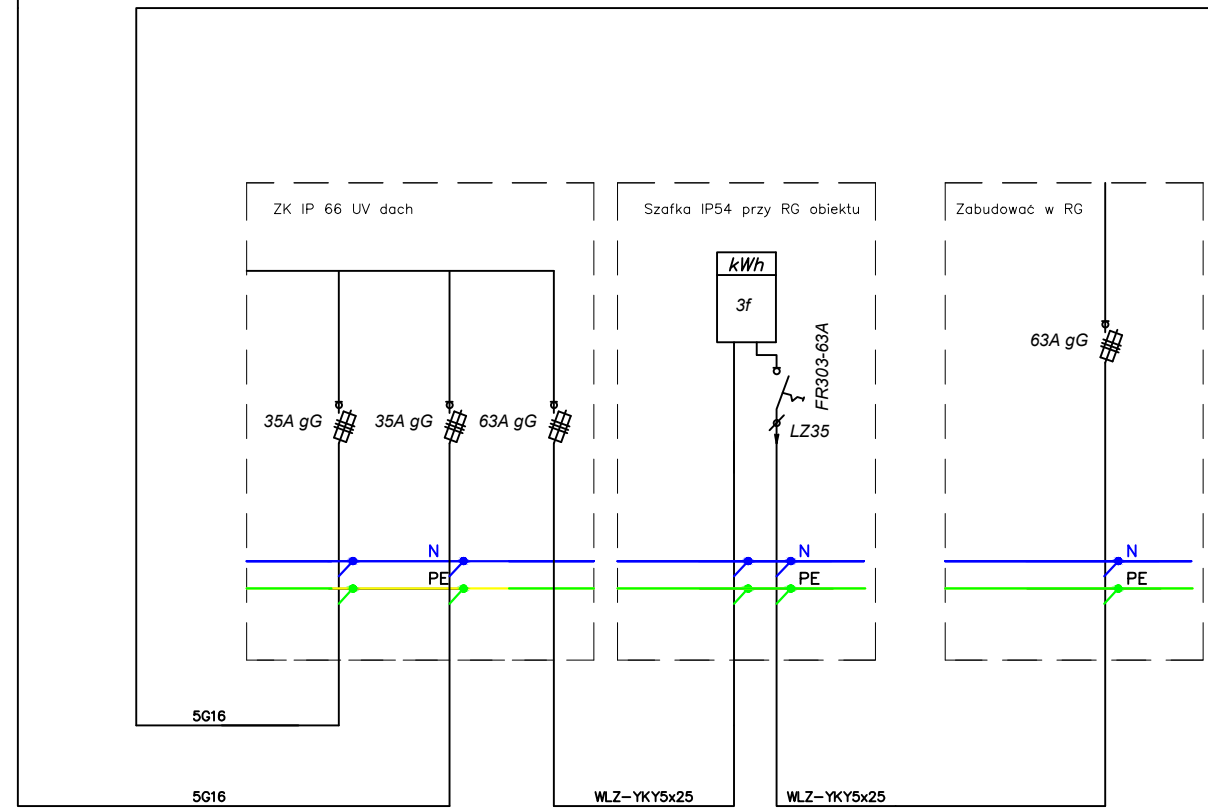 ZK IP 66 UV dach
Szafka IP54 przy RG obiektu
Zabudować w RG
kWh
3f
63A gG
FR303-63A
35A gG
35A gG
63A gG
LZ35
N
N
N
PE
PE
PE
5G16
5G16
WLZ-YKY5x25
WLZ-YKY5x25